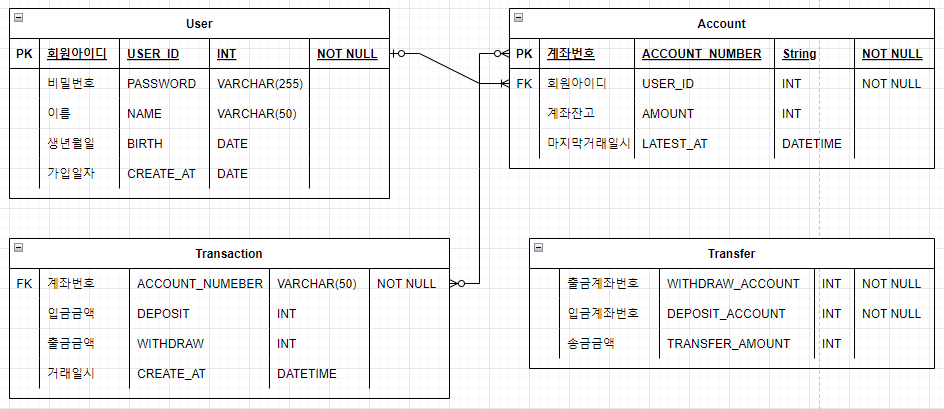 User
PK 회원아이디 USER_ID INT NOT NULL
비밀번호 PASSWORD VARCHAR(255)
이름 NAME VARCHAR(50)
생년월일 BIRTH DATE
가입일자 CREATE_AT DATE
Account
PK 계좌번호 ACCOUNT_NUMBER String NOT NULL
FK 회원아이디 USER_ID INT NOT NULL
계좌잔고 AMOUNT INT
마지막거래일시 LATEST_AT DATETIME
Transaction
FK 계좌번호 ACCOUNT_NUMEBER VARCHAR(50) NOT NULL
입금금액 DEPOSIT INT
출금금액 WITHDRAW INT
거래일시 CREATE_AT DATETIME
Transfer
출금계좌번호 WITHDRAW_ACCOUNT INT NOT NULL
입금계좌번호 DEPOSIT_ACCOUNT INT NOT NULL
송금금액 TRANSFER_AMOUNT INT